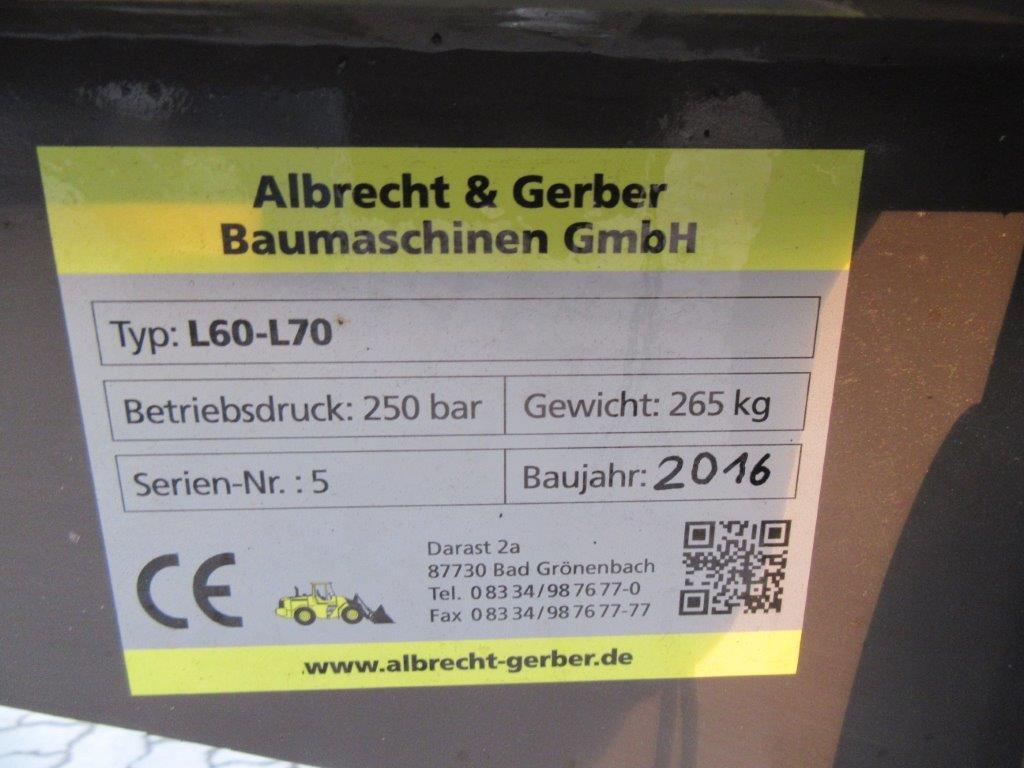 Albrecht & Gerber
Baumaschinen GmbH
Typ: L60-L70
Betriebsdruck: 250 bar Gewicht: 265 kg
Serien-Nr. : 5 Baujahr: 2016
CE
Darast 2a
87730 Bad Grönenbach
Tel. 0 83 34/98 76 77-0
Fax 0 83 34/98 76 77-77
www.albrecht-gerber.de